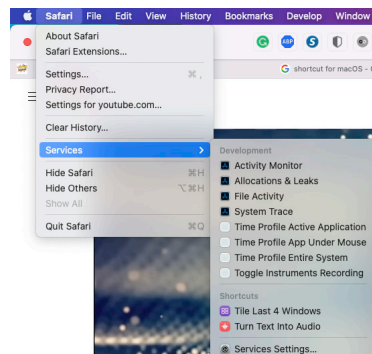 Safari File Edit View History Bookmarks Develop Window
About Safari
Safari Extensions...
ABP
Settings... ⌘ ,
G shortcut for macOS -
Privacy Report...
Settings for youtube.com...
Clear History...
Services >
Hide Safari ⌘H
Hide Others ⌥⌘H
Show All
Quit Safari ⌘Q
Development
Activity Monitor
Allocations & Leaks
File Activity
System Trace
Time Profile Active Application
Time Profile App Under Mouse
Time Profile Entire System
Toggle Instruments Recording
Shortcuts
Tile Last 4 Windows
Turn Text Into Audio
Services Settings...